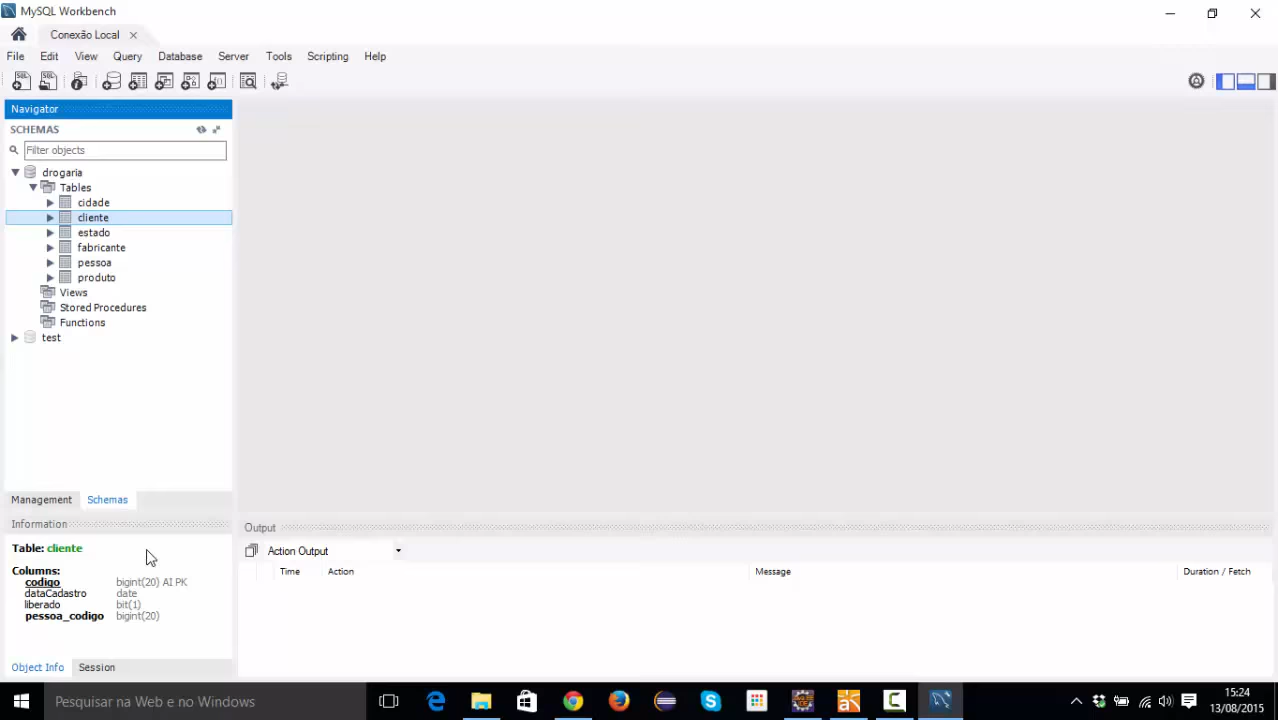 MySQL Workbench
Conexão Local
File Edit View Query Database Server Tools Scripting Help
Navigator
SCHEMAS
Filter objects
drogaria
Tables
cidade
cliente
estado
fabricante
pessoa
produto
Views
Stored Procedures
Functions
test
Management Schemas
Information
Table: cliente
Columns:
codigo bigint(20) AI PK
dataCadastro date
liberado bit(1)
pessoa_codigo bigint(20)
Object Info Session
Output
Action Output
Time Action Message Duration / Fetch
Pesquisar na Web e no Windows
15:24
13/08/2015